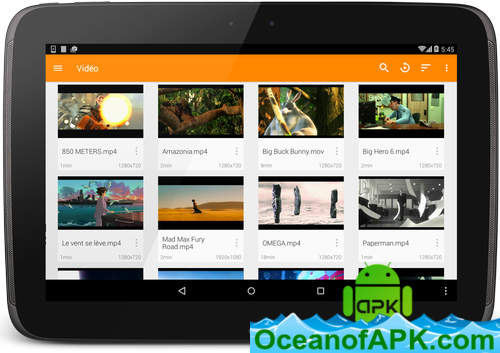 5:45
Vidéo
850 METERS.mp4
1min 1280x720
Amazonia.mp4
2min 1280x720
Big Buck Bunny.mov
9min 1280x720
Big Hero 6.mp4
2min 1280x720
Le vent se lève.mp4
1min 1280x720
Mad Max Fury
Road.mp4
2min 1920x1080
OMEGA.mp4
18min 1280x720
Paperman.mp4
1280x720
APK
OceanofAPK.com